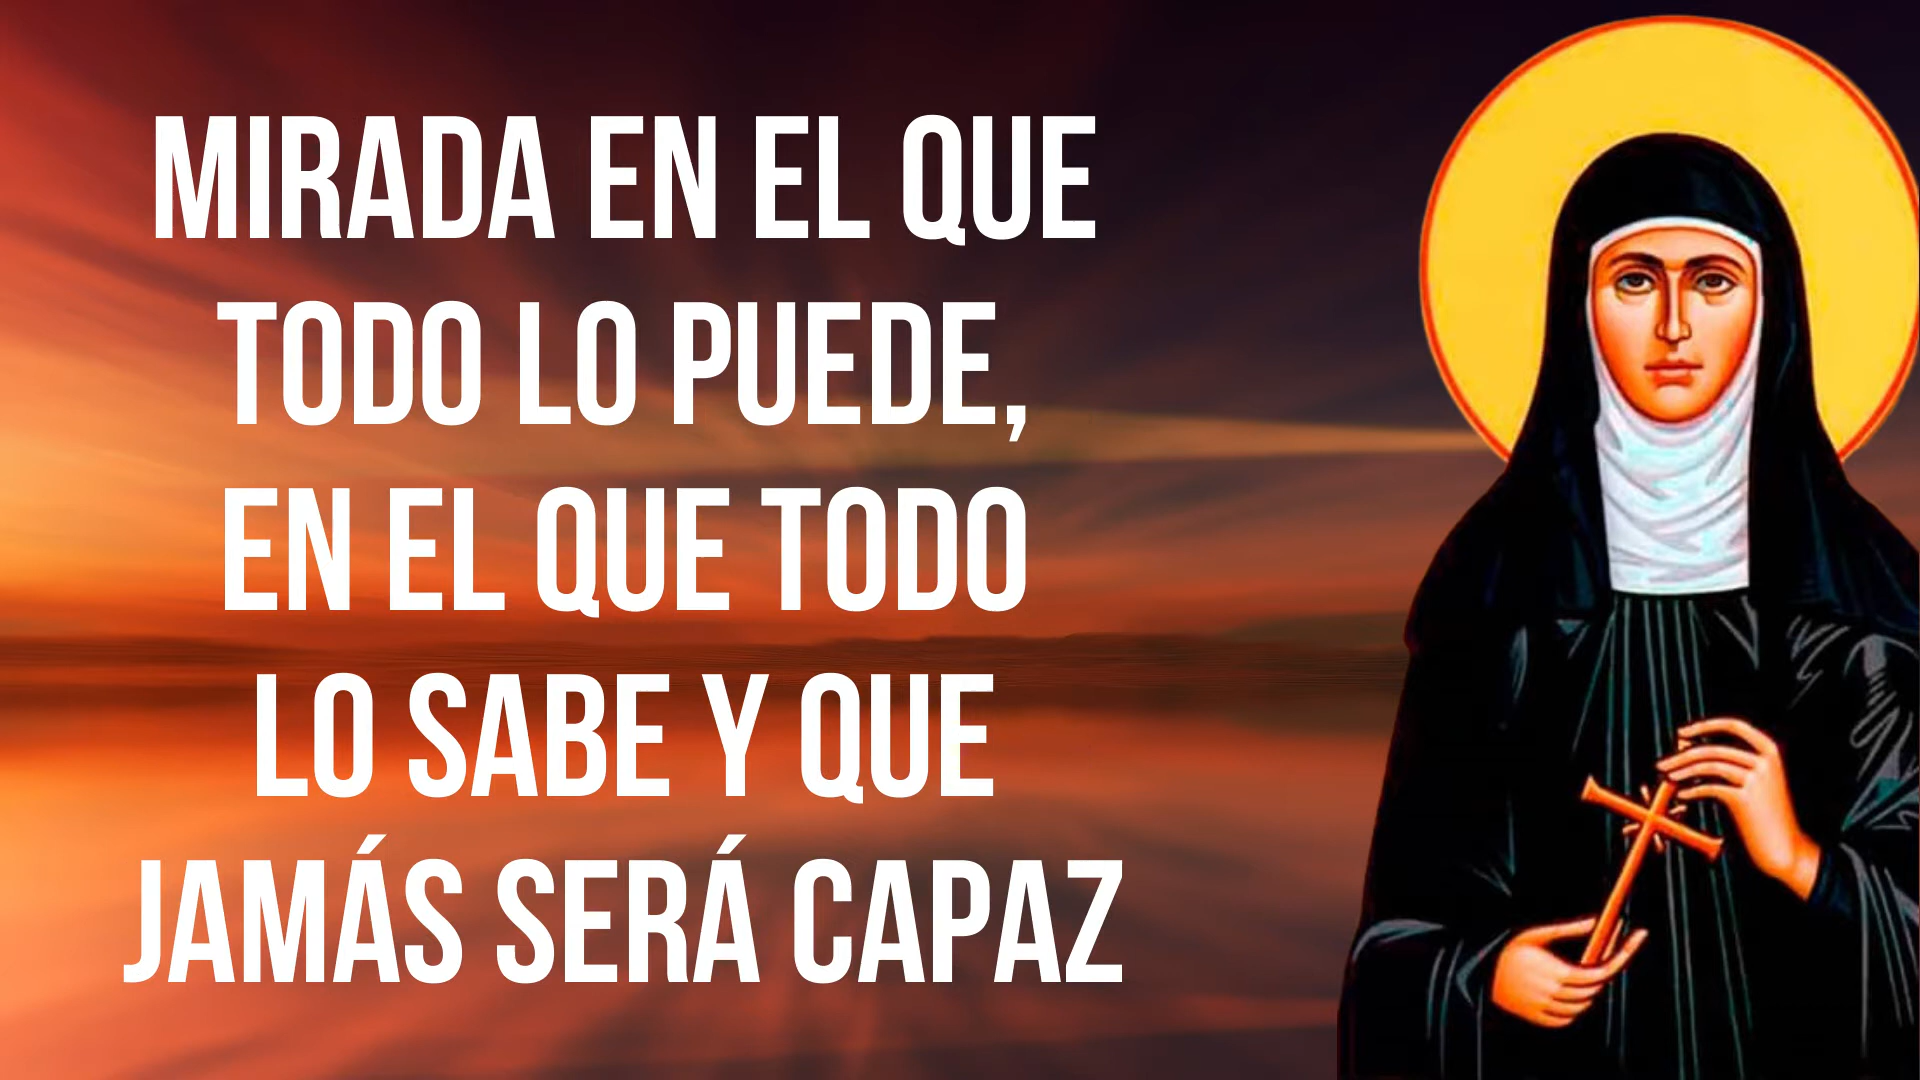 MIRADA EN EL QUE
TODO LO PUEDE,
EN EL QUE TODO
LO SABE Y QUE
JAMÁS SERÁ CAPAZ